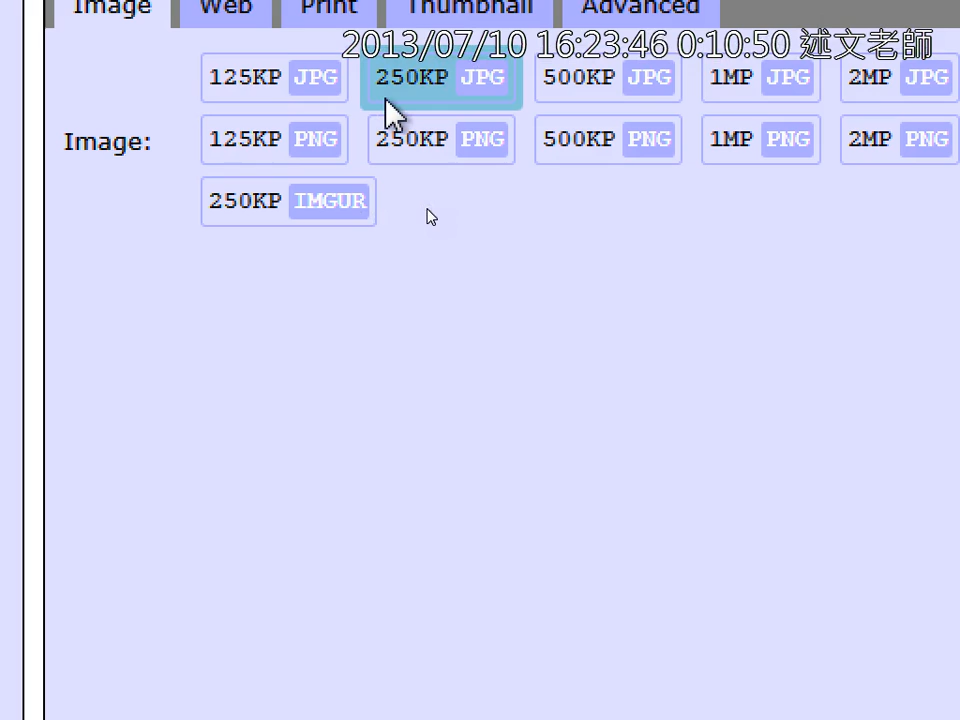 Image Web Print Thumbnail Advanced
2013/07/10 16:23:46 0:10:50 述文老師
125KP JPG 250KP JPG 500KP JPG 1MP JPG 2MP JPG
Image: 125KP PNG 250KP PNG 500KP PNG 1MP PNG 2MP PNG
250KP IMGUR